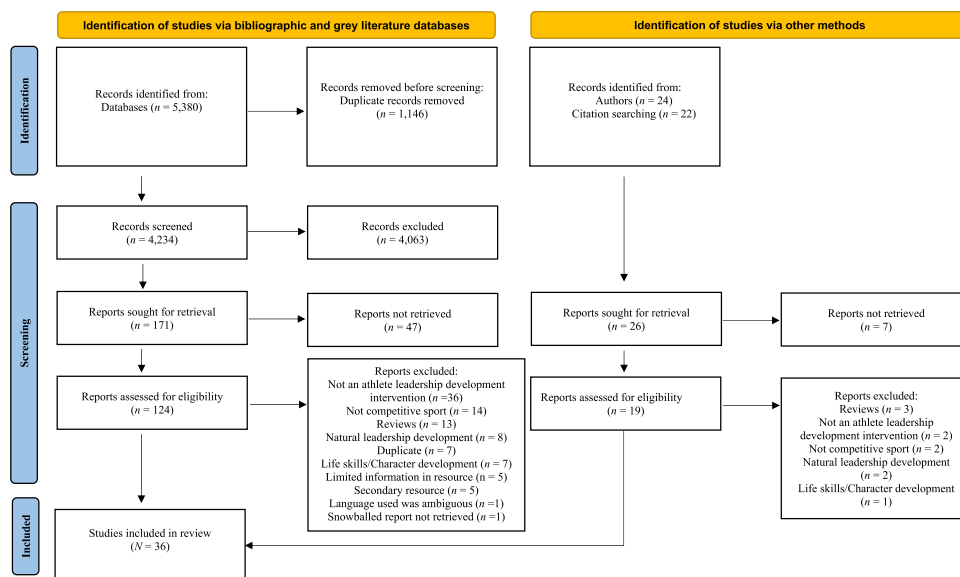 Identification of studies via bibliographic and grey literature databases
Identification of studies via other methods
Identification
Records identified from:
Databases (n = 5,380)
Records removed before screening:
Duplicate records removed
(n = 1,146)
Records identified from:
Authors (n = 24)
Citation searching (n = 22)
Screening
Records screened
(n = 4,234)
Records excluded
(n = 4,063)
Reports sought for retrieval
(n = 171)
Reports not retrieved
(n = 47)
Reports sought for retrieval
(n = 26)
Reports not retrieved
(n = 7)
Reports assessed for eligibility
(n = 124)
Reports excluded:
Not an athlete leadership development
intervention (n =36)
Not competitive sport (n = 14)
Reviews (n = 13)
Natural leadership development (n = 8)
Duplicate (n = 7)
Life skills/Character development (n = 7)
Limited information in resource (n = 5)
Secondary resource (n = 5)
Language used was ambiguous (n =1)
Snowballed report not retrieved (n =1)
Reports assessed for eligibility
(n = 19)
Reports excluded:
Reviews (n = 3)
Not an athlete leadership
development intervention (n = 2)
Not competitive sport (n = 2)
Natural leadership development
(n = 2)
Life skills/Character development
(n = 1)
Included
Studies included in review
(N = 36)